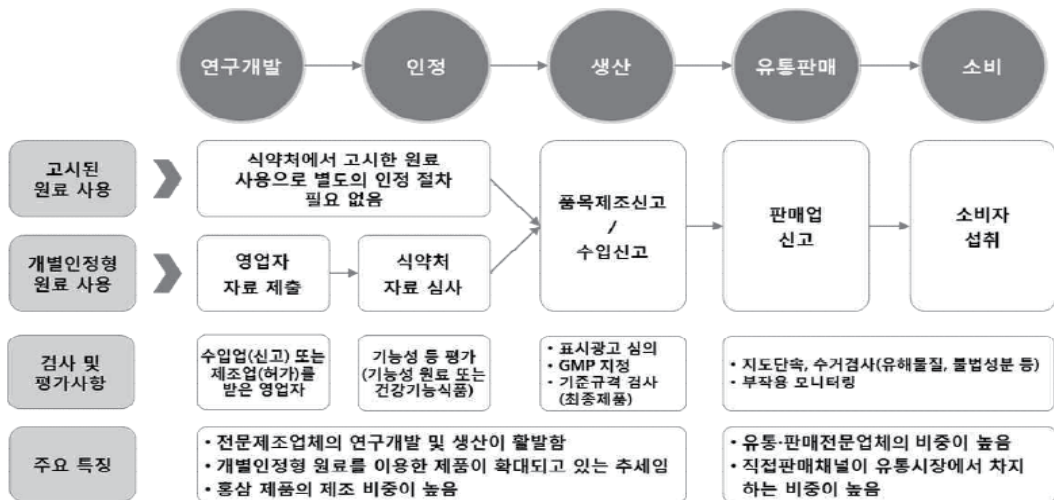 연구개발
인정
생산
유통판매
소비
고시된
원료 사용
식약처에서 고시한 원료
사용으로 별도의 인정 절차
필요 없음
품목제조신고
/
수입신고
판매업
신고
소비자
섭취
개별인정형
원료 사용
영업자
자료 제출
식약처
자료 심사
검사 및
평가사항
수입업(신고) 또는
제조업(허가)를
받은 영업자
기능성 등 평가
(기능성 원료 또는
건강기능식품)
• 표시광고 심의
• GMP 지정
• 기준규격 검사
(최종제품)
• 지도단속, 수거검사(유해물질, 불법성분 등)
• 부작용 모니터링
주요 특징
• 전문제조업체의 연구개발 및 생산이 활발함
• 개별인정형 원료를 이용한 제품이 확대되고 있는 추세임
• 홍삼 제품의 제조 비중이 높음
• 유통·판매전문업체의 비중이 높음
• 직접판매채널이 유통시장에서 차지
하는 비중이 높음